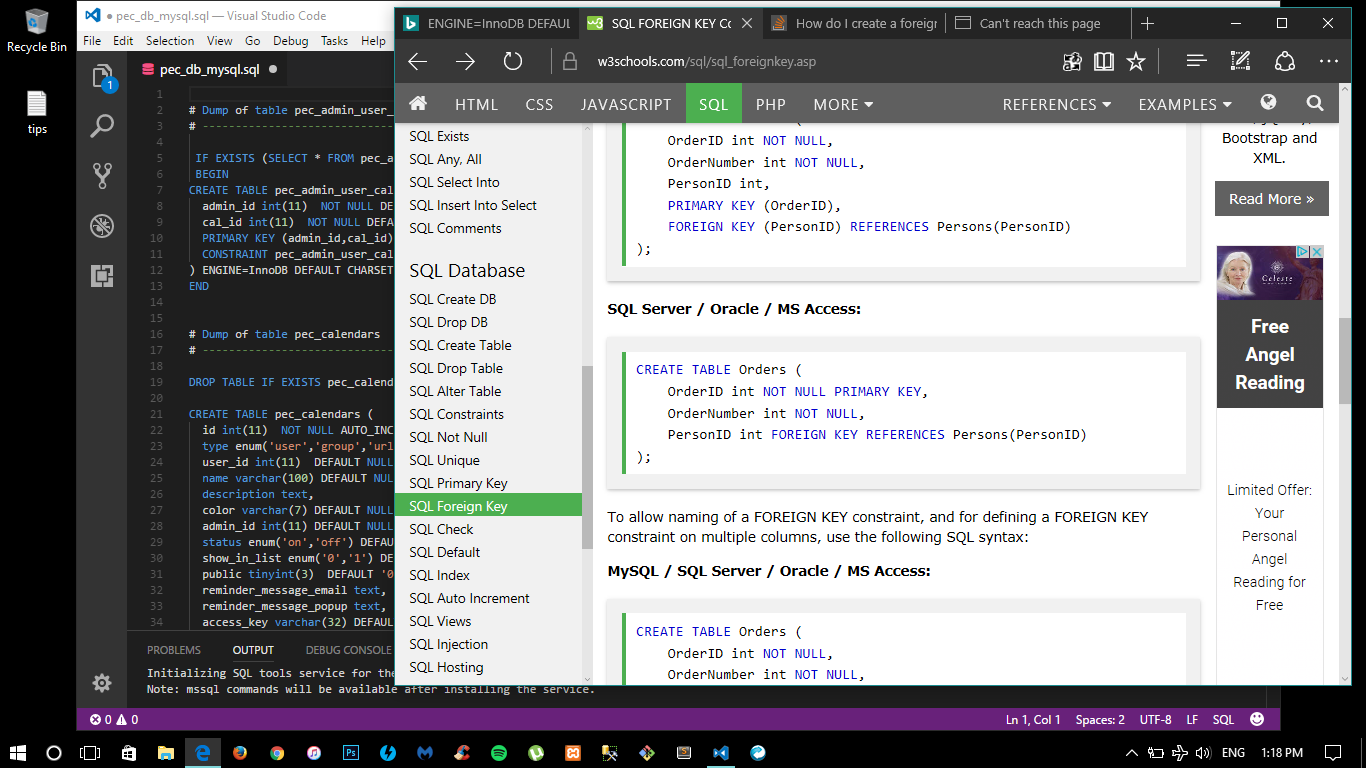 Recycle Bin
tips
● pec_db_mysql.sql — Visual Studio Code
File Edit Selection View Go Debug Tasks Help
1
pec_db_mysql.sql ●
1
2 # Dump of table pec_admin_user_
3 # ----------------------------
4
5 IF EXISTS (SELECT * FROM pec_a
6 BEGIN
7 CREATE TABLE pec_admin_user_cal
8 admin_id int(11) NOT NULL DE
9 cal_id int(11) NOT NULL DEFA
10 PRIMARY KEY (admin_id,cal_id)
11 CONSTRAINT pec_admin_user_cal
12 ) ENGINE=InnoDB DEFAULT CHARSET
13 END
14
15
16 # Dump of table pec_calendars
17 # ----------------------------
18
19 DROP TABLE IF EXISTS pec_calend
20
21 CREATE TABLE pec_calendars (
22 id int(11) NOT NULL AUTO_INC
23 type enum('user','group','url
24 user_id int(11) DEFAULT NULL
25 name varchar(100) DEFAULT NUL
26 description text,
27 color varchar(7) DEFAULT NULL
28 admin_id int(11) DEFAULT NULL
29 status enum('on','off') DEFAU
30 show_in_list enum('0','1') DE
31 public tinyint(3) DEFAULT '0
32 reminder_message_email text,
33 reminder_message_popup text,
34 access_key varchar(32) DEFAUL
PROBLEMS OUTPUT DEBUG CONSOLE
Initializing SQL tools service for the
Note: mssql commands will be available after installing the service.
0 0
Ln 1, Col 1 Spaces: 2 UTF-8 LF SQL
ENGINE=InnoDB DEFAUL
SQL FOREIGN KEY Co
How do I create a foreign
Can't reach this page
w3schools.com/sql/sql_foreignkey.asp
HTML CSS JAVASCRIPT SQL PHP MORE REFERENCES EXAMPLES
SQL Exists
SQL Any, All
SQL Select Into
SQL Insert Into Select
SQL Comments
SQL Database
SQL Create DB
SQL Drop DB
SQL Create Table
SQL Drop Table
SQL Alter Table
SQL Constraints
SQL Not Null
SQL Unique
SQL Primary Key
SQL Foreign Key
SQL Check
SQL Default
SQL Index
SQL Auto Increment
SQL Views
SQL Injection
SQL Hosting
OrderID int NOT NULL,
OrderNumber int NOT NULL,
PersonID int,
PRIMARY KEY (OrderID),
FOREIGN KEY (PersonID) REFERENCES Persons(PersonID)
);
SQL Server / Oracle / MS Access:
CREATE TABLE Orders (
OrderID int NOT NULL PRIMARY KEY,
OrderNumber int NOT NULL,
PersonID int FOREIGN KEY REFERENCES Persons(PersonID)
);
To allow naming of a FOREIGN KEY constraint, and for defining a FOREIGN KEY
constraint on multiple columns, use the following SQL syntax:
MySQL / SQL Server / Oracle / MS Access:
CREATE TABLE Orders (
OrderID int NOT NULL,
OrderNumber int NOT NULL,
Bootstrap and
XML.
Read More »
Celeste
Free
Angel
Reading
Limited Offer:
Your
Personal
Angel
Reading for
Free
ENG 1:18 PM